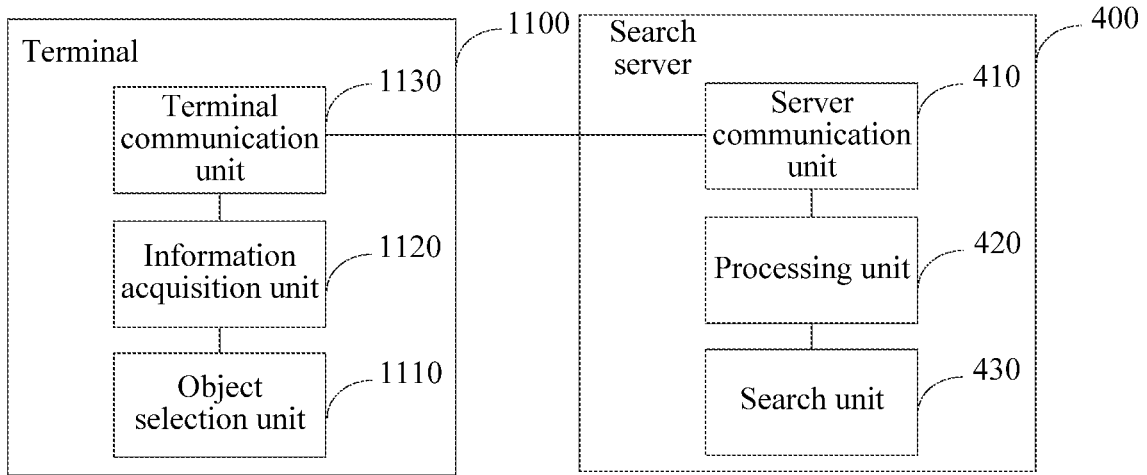 Terminal
1100
Terminal
communication
unit
1130
Information
acquisition unit
1120
Object
selection unit
1110
Search
server
400
Server
communication
unit
410
Processing unit
420
Search unit
430